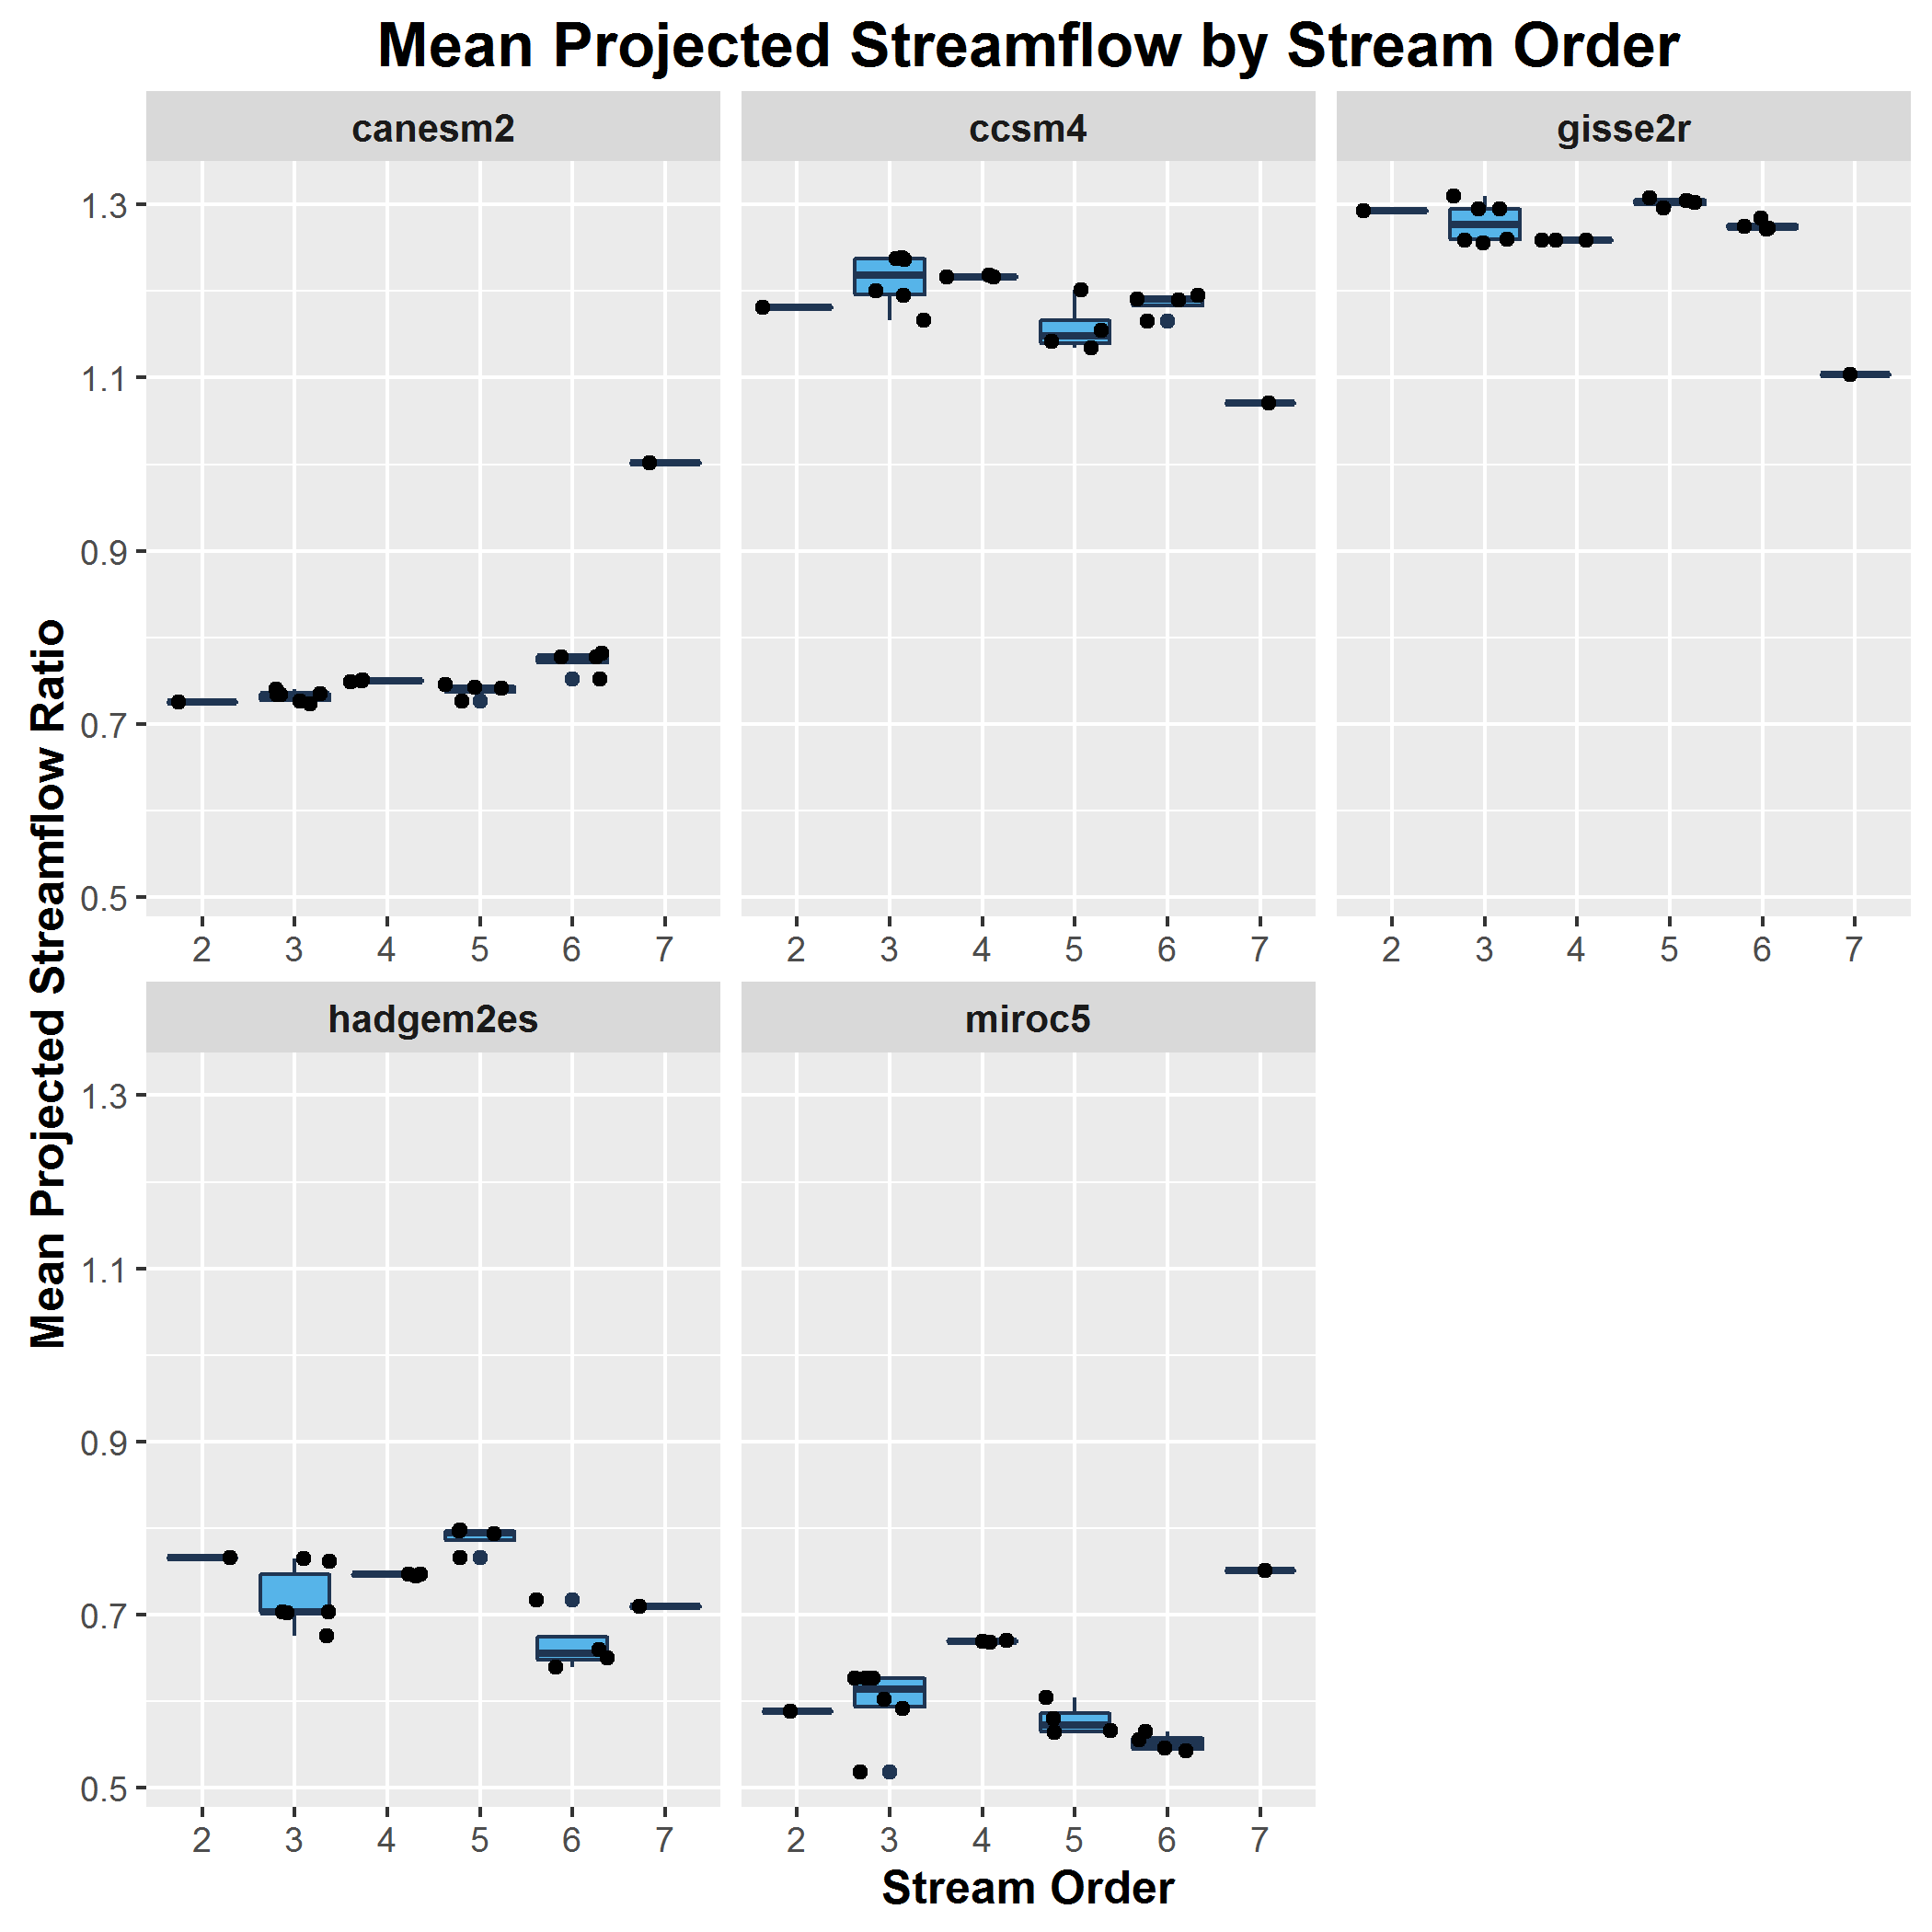 Mean Projected Streamflow by Stream Order
canesm2 ccsm4 gisse2r
1.3
1.1
0.9
0.7
0.5
2 3 4 5 6 7 2 3 4 5 6 7 2 3 4 5 6 7
Mean Projected Streamflow Ratio
hadgem2es miroc5
1.3
1.1
0.9
0.7
0.5
2 3 4 5 6 7 2 3 4 5 6 7
Stream Order